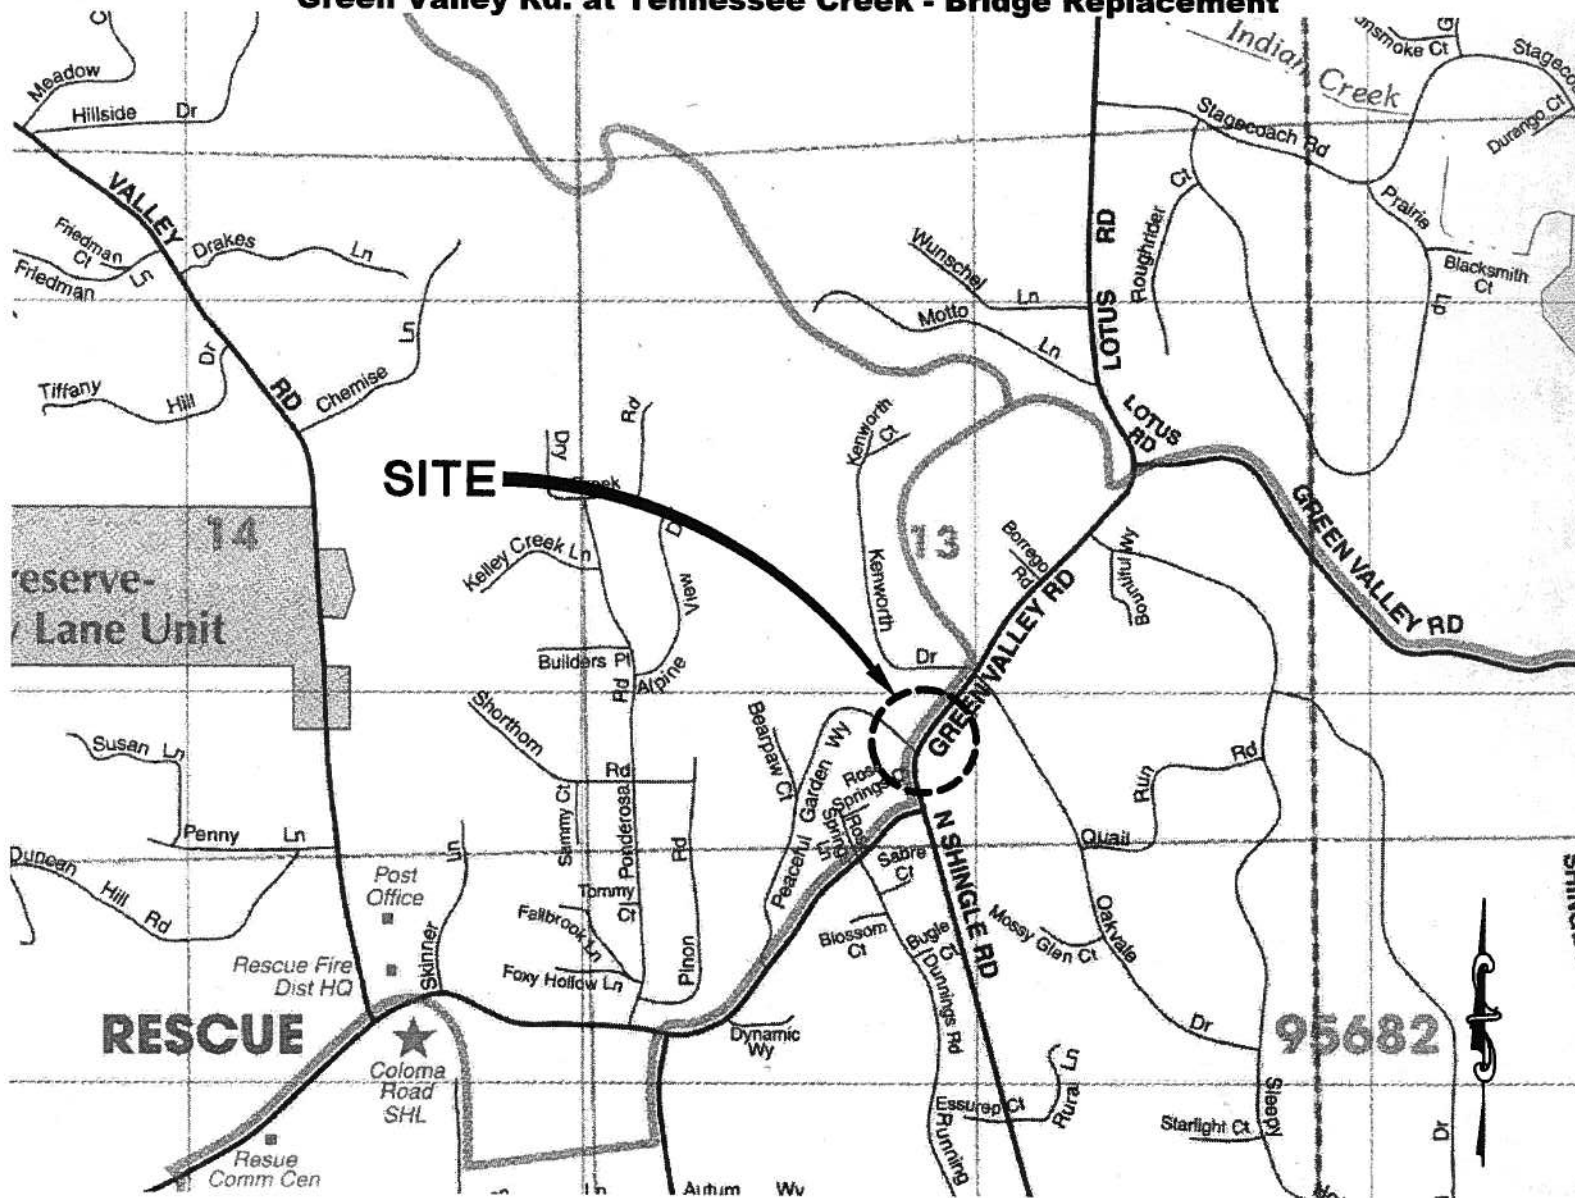 Green Valley Rd. at Tennessee Creek - Bridge Replacement
Meadow
Hillside Dr
VALLEY
RD
Friedman
Ct
Friedman
Ln
Drakes Ln
Tiffany
Hill
Dr
Chemise
Ln
Indian
Creek
Stageco
Durango Ct
Stagecoach Rd
Roughrider
Ct
Prairie
Lp
Blacksmith
Ct
Wunschel
Ln
Motto
Ln
LOTUS RD
LOTUS
RD
Kenworth
Ct
Kenworth
Dr
SITE
Dry
Creek
Rd
14
reserve-
Lane Unit
Kelley Creek Ln
View
Alpine
Builders Pl
Rd
13
Borrego
Rd
Bountiful Wy
GREEN VALLEY RD
GREEN VALLEY RD
Shorthorn
Rd
Susan Ln
Penny Ln
Duncan
Hill
Rd
Bearpaw Ct
Peaceful Garden Wy
Rose
Springs Ct
Rose
Spring
Ln
Sammy Ct
Ponderosa
Rd
Pinon
Tommy
Ct
Fallbrook Ln
Foxy Hollow Ln
Skinner
Ln
Post
Office
Rescue Fire
Dist HQ
RESCUE
Coloma
Road
SHL
Resue
Comm Cen
Sabre
Ct
Blossom
Ct
Bugle
Ct
Dunnings Rd
N SHINGLE RD
Mossy Glen Ct
Quail
Run
Rd
Oakvale
Dr
Dynamic
Wy
Essurep Ct
Rural Ln
Running
95682
Starlight Ct
Sleepy
Dr
Autum Wy